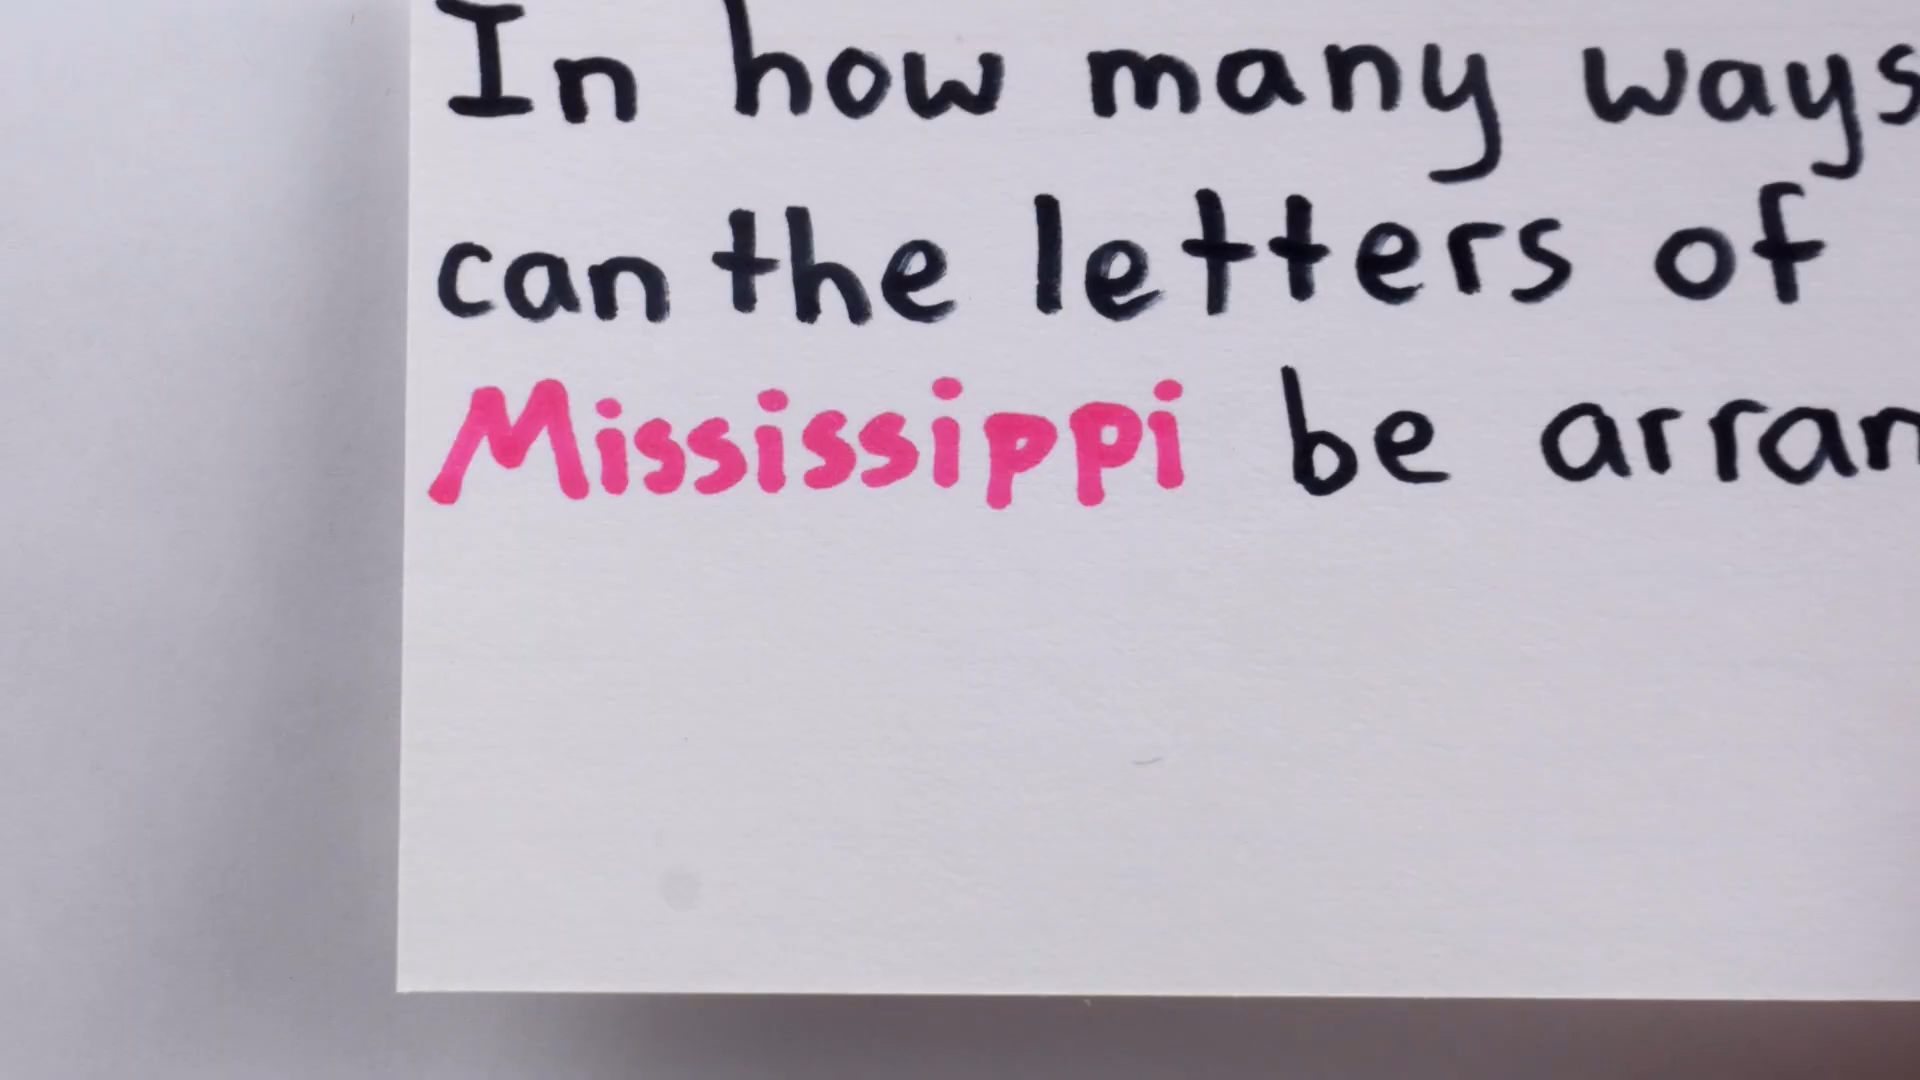 In how many ways
can the letters of
Mississippi be arran